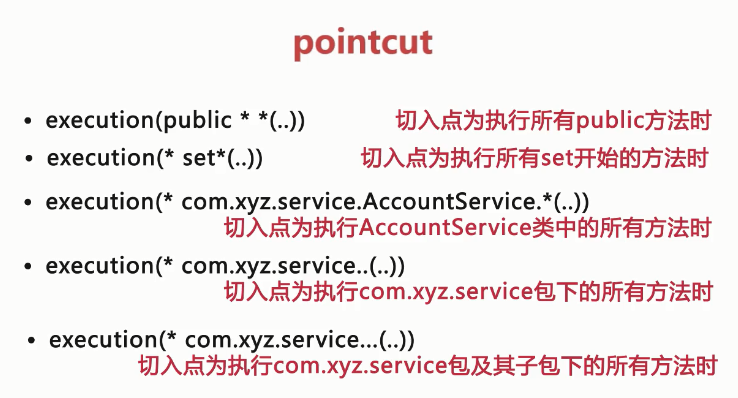 pointcut
• execution(public * *(..)) 切入点为执行所有public方法时
• execution(* set*(..)) 切入点为执行所有set开始的方法时
• execution(* com.xyz.service.AccountService.*(..))
切入点为执行AccountService类中的所有方法时
• execution(* com.xyz.service..(..))
切入点为执行com.xyz.service包下的所有方法时
• execution(* com.xyz.service...(..))
切入点为执行com.xyz.service包及其子包下的所有方法时